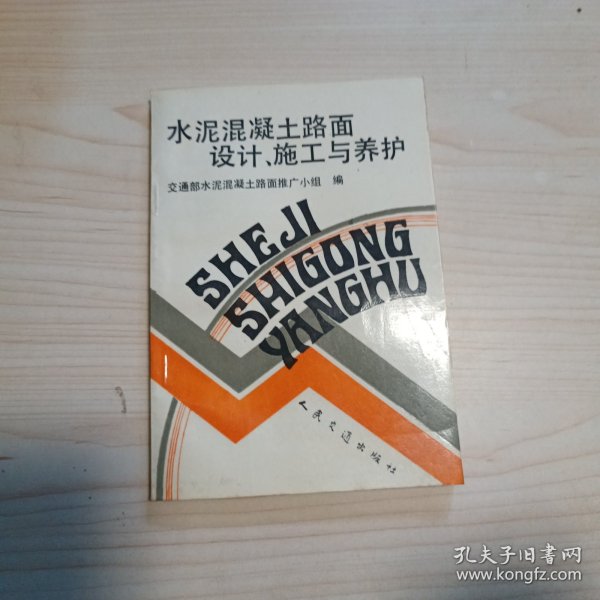 水泥混凝土路面
设计、施工与养护
交通部水泥混凝土路面推广小组 编
SHEJI
SHIGONG
YANGHU
人民交通出版社
孔夫子旧书网
www.kongfz.com